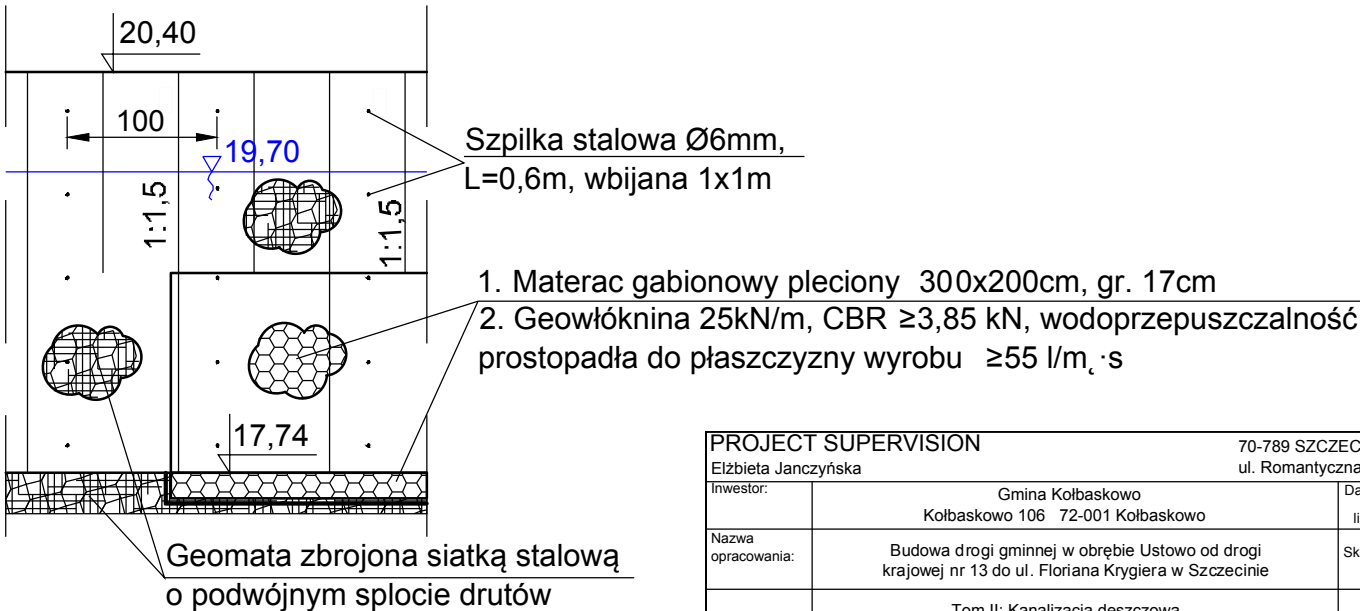 20,40
100
19,70
1:1,5
1:1,5
Szpilka stalowa Ø6mm,
L=0,6m, wbijana 1x1m
1. Materac gabionowy pleciony 300x200cm, gr. 17cm
2. Geowłóknina 25kN/m, CBR ≥3,85 kN, wodoprzepuszczalność
prostopadła do płaszczyzny wyrobu ≥55 l/m˛ ·s
17,74
Geomata zbrojona siatką stalową
o podwójnym splocie drutów
PROJECT SUPERVISION
Elżbieta Janczyńska
70-789 SZCZEC
ul. Romantyczna
Inwestor:
Gmina Kołbaskowo
Kołbaskowo 106 72-001 Kołbaskowo
Da
li
Nazwa
opracowania:
Budowa drogi gminnej w obrębie Ustowo od drogi
krajowej nr 13 do ul. Floriana Krygiera w Szczecinie
Sk
Tom II: Kanalizacja deszczowa